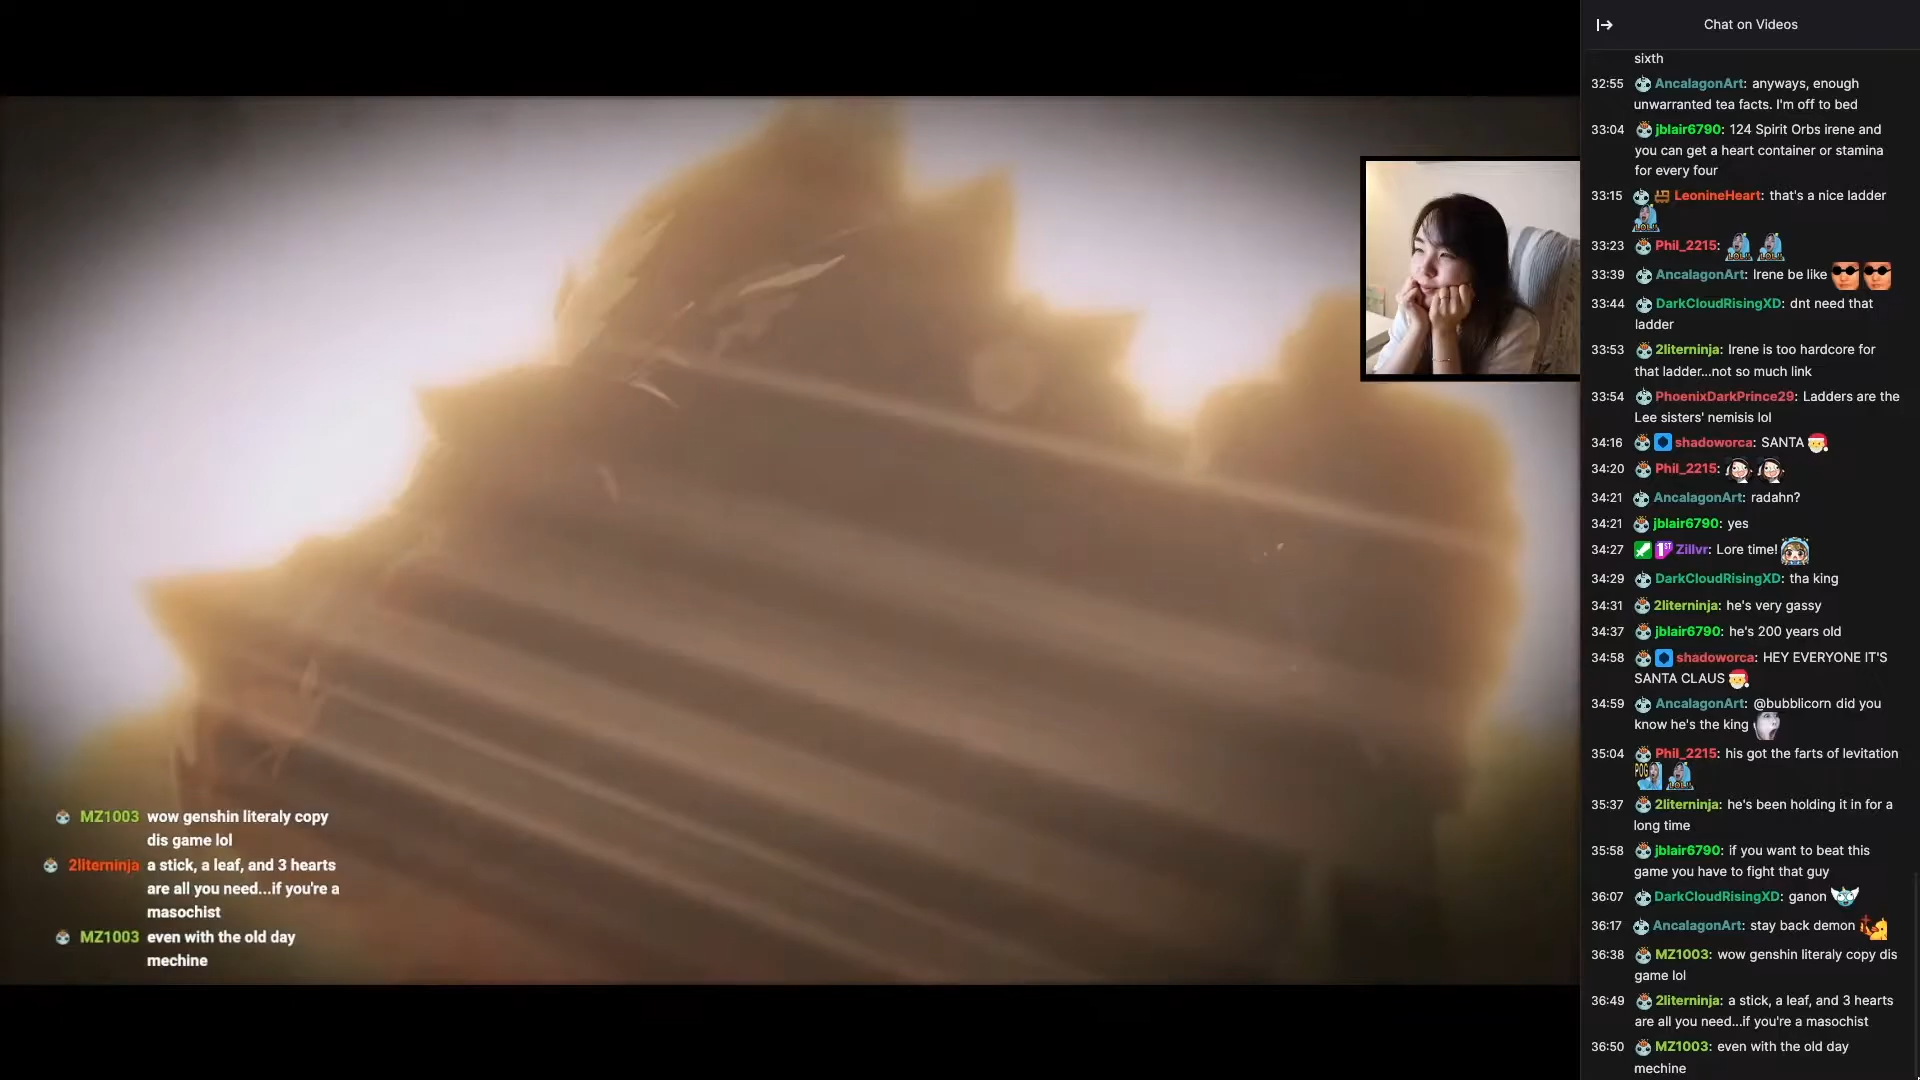 Chat on Videos
sixth
32:55 AncalagonArt: anyways, enough
unwarranted tea facts. I'm off to bed
33:04 jblair6790: 124 Spirit Orbs irene and
you can get a heart container or stamina
for every four
33:15 LeonineHeart: that's a nice ladder
33:23 Phil_2215:
33:39 AncalagonArt: Irene be like
33:44 DarkCloudRisingXD: dnt need that
ladder
33:53 2literninja: Irene is too hardcore for
that ladder...not so much link
33:54 PhoenixDarkPrince29: Ladders are the
Lee sisters' nemisis lol
34:16 shadoworca: SANTA
34:20 Phil_2215:
34:21 AncalagonArt: radahn?
34:21 jblair6790: yes
34:27 1ST Zillvr: Lore time!
34:29 DarkCloudRisingXD: tha king
34:31 2literninja: he's very gassy
34:37 jblair6790: he's 200 years old
34:58 shadoworca: HEY EVERYONE IT'S
SANTA CLAUS
34:59 AncalagonArt: @bubblicorn did you
know he's the king
35:04 Phil_2215: his got the farts of levitation
POG
35:37 2literninja: he's been holding it in for a
long time
35:58 jblair6790: if you want to beat this
game you have to fight that guy
36:07 DarkCloudRisingXD: ganon
36:17 AncalagonArt: stay back demon
36:38 MZ1003: wow genshin literaly copy dis
game lol
36:49 2literninja: a stick, a leaf, and 3 hearts
are all you need...if you're a masochist
36:50 MZ1003: even with the old day
mechine
MZ1003 wow genshin literaly copy
dis game lol
2literninja a stick, a leaf, and 3 hearts
are all you need...if you're a
masochist
MZ1003 even with the old day
mechine